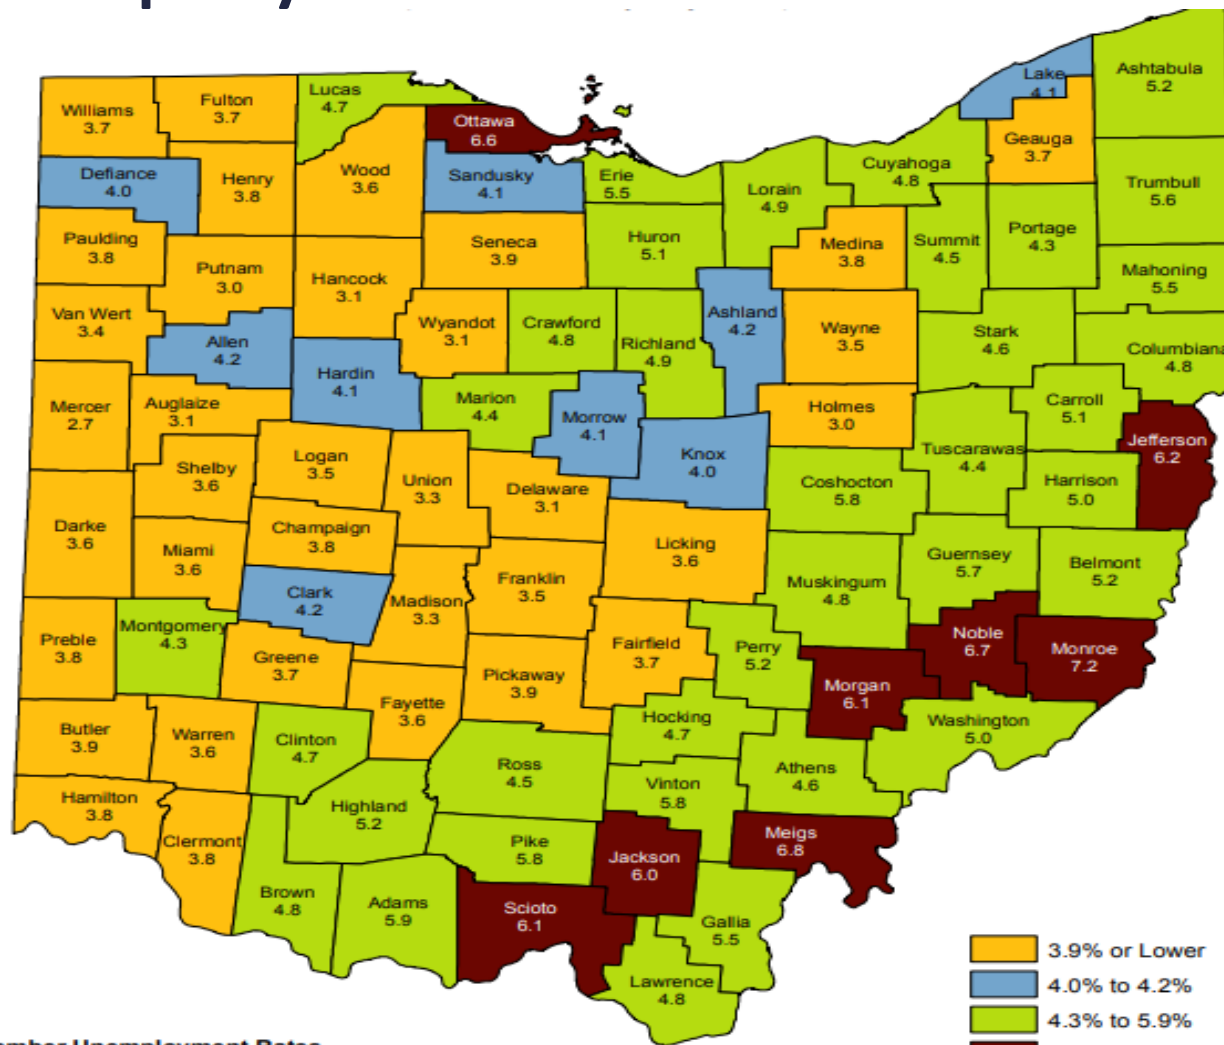 Lake
4.1
Ashtabula
5.2
Williams
3.7
Fulton
3.7
Lucas
4.7
Ottawa
6.6
Geauga
3.7
Defiance
4.0
Henry
3.8
Wood
3.6
Sandusky
4.1
Erie
5.5
Lorain
4.9
Cuyahoga
4.8
Trumbull
5.6
Paulding
3.8
Putnam
3.0
Hancock
3.1
Seneca
3.9
Huron
5.1
Medina
3.8
Summit
4.5
Portage
4.3
Mahoning
5.5
Van Wert
3.4
Allen
4.2
Wyandot
3.1
Crawford
4.8
Richland
4.9
Ashland
4.2
Wayne
3.5
Stark
4.6
Columbiana
4.8
Hardin
4.1
Mercer
2.7
Auglaize
3.1
Marion
4.4
Morrow
4.1
Holmes
3.0
Carroll
5.1
Jefferson
6.2
Shelby
3.6
Logan
3.5
Union
3.3
Delaware
3.1
Knox
4.0
Coshocton
5.8
Tuscarawas
4.4
Harrison
5.0
Darke
3.6
Miami
3.6
Champaign
3.8
Licking
3.6
Guernsey
5.7
Belmont
5.2
Clark
4.2
Madison
3.3
Franklin
3.5
Muskingum
4.8
Preble
3.8
Montgomery
4.3
Greene
3.7
Fairfield
3.7
Perry
5.2
Noble
6.7
Monroe
7.2
Fayette
3.6
Pickaway
3.9
Morgan
6.1
Butler
3.9
Warren
3.6
Clinton
4.7
Hocking
4.7
Washington
5.0
Hamilton
3.8
Ross
4.5
Vinton
5.8
Athens
4.6
Clermont
3.8
Highland
5.2
Pike
5.8
Jackson
6.0
Meigs
6.8
Brown
4.8
Adams
5.9
Scioto
6.1
Gallia
5.5
Lawrence
4.8
3.9% or Lower
4.0% to 4.2%
4.3% to 5.9%
Unemployment Rates